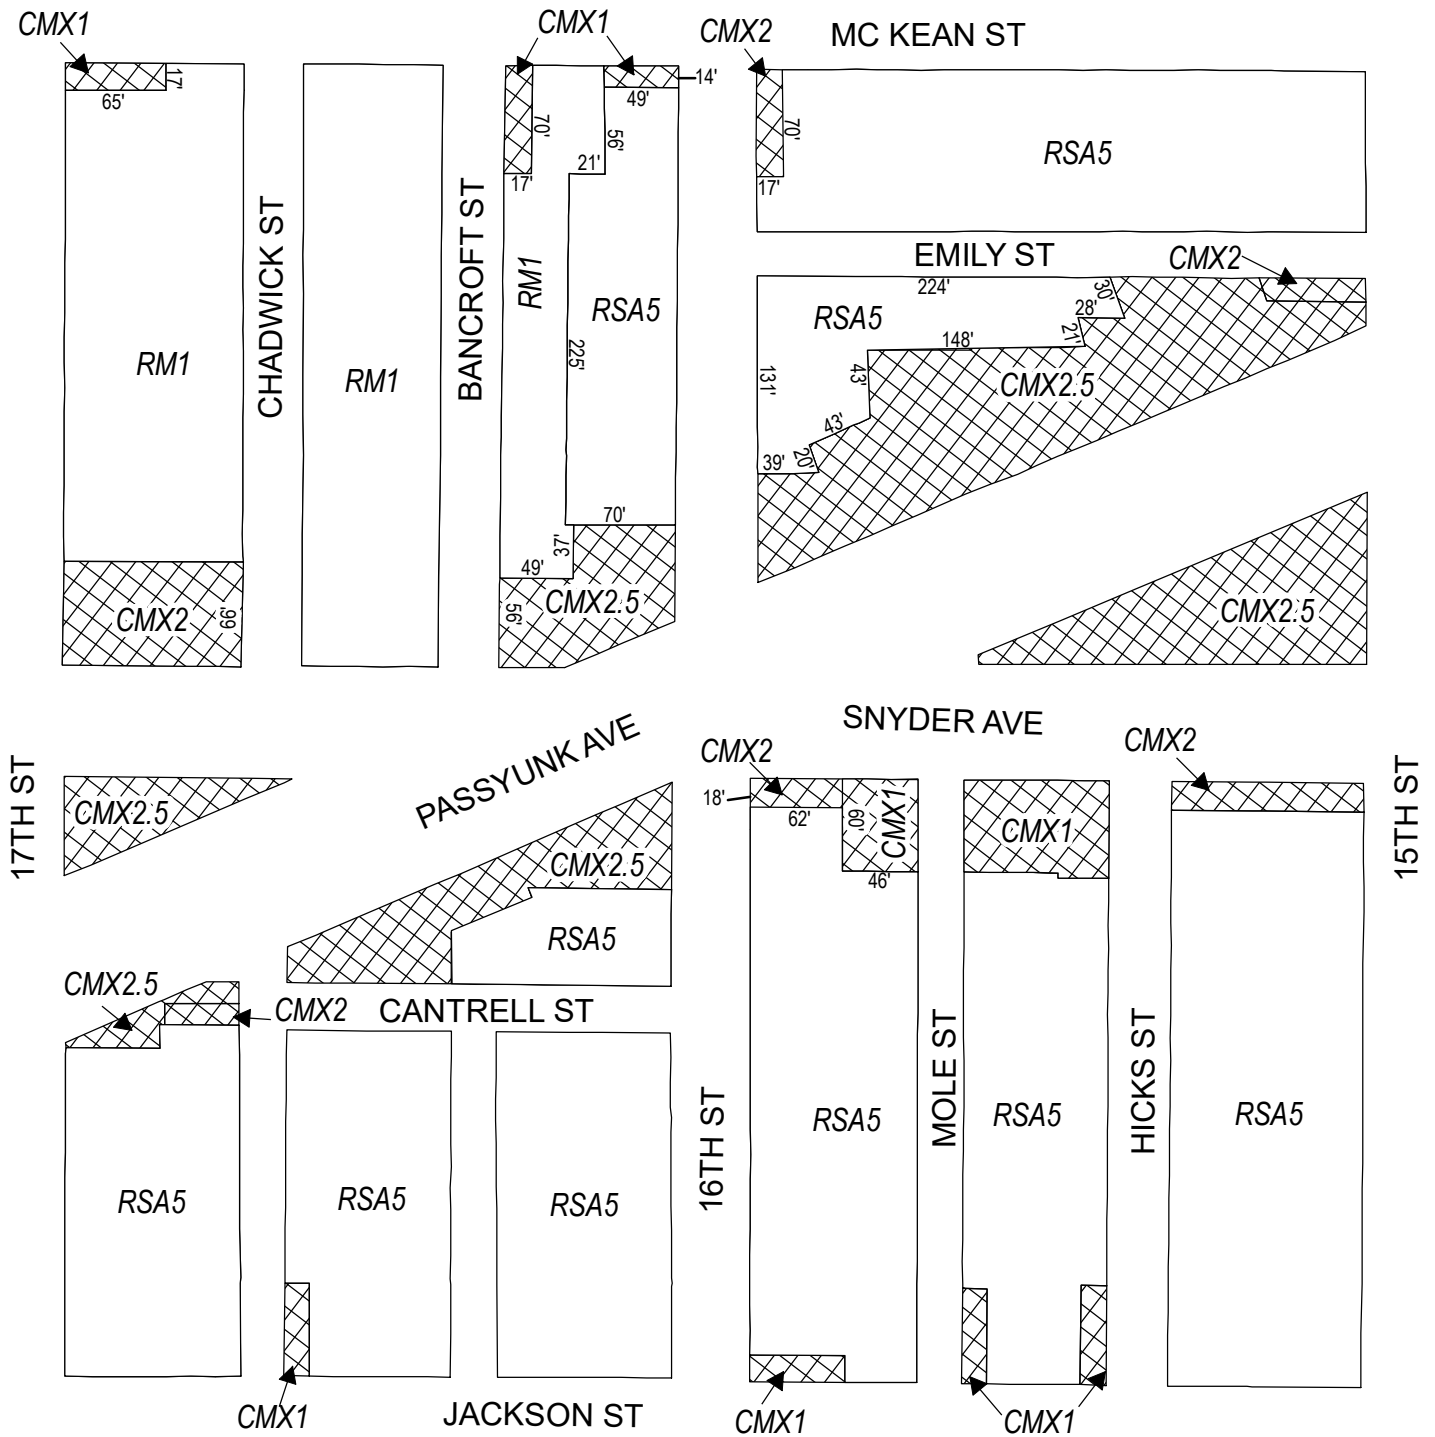 CMX1
CMX1
CMX2
MC KEAN ST
17'
65'
14'
49'
70'
56'
21'
17'
70'
17'
RSA5
CHADWICK ST
BANCROFT ST
EMILY ST
CMX2
RM1
RM1
RM1
RSA5
225'
224'
30'
28'
21'
RSA5
148'
131'
43'
CMX2.5
43'
39'
20'
70'
37'
49'
CMX2
99'
56'
CMX2.5
CMX2.5
SNYDER AVE
PASSYUNK AVE
17TH ST
CMX2.5
CMX2
18'
62'
60'
CMX1
46'
CMX1
CMX2
15TH ST
CMX2.5
RSA5
CMX2.5
CMX2
CANTRELL ST
16TH ST
MOLE ST
HICKS ST
RSA5
RSA5
RSA5
RSA5
RSA5
RSA5
CMX1
JACKSON ST
CMX1
CMX1